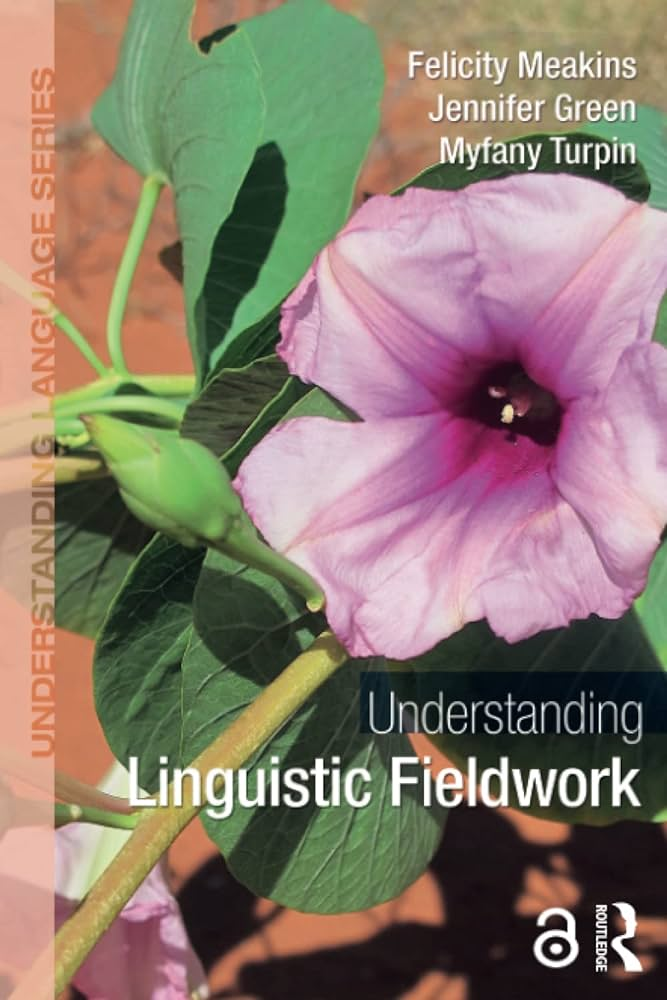 Felicity Meakins
Jennifer Green
Myfany Turpin
UNDERSTANDING LANGUAGE SERIES
Understanding
Linguistic Fieldwork
ROUTLEDGE